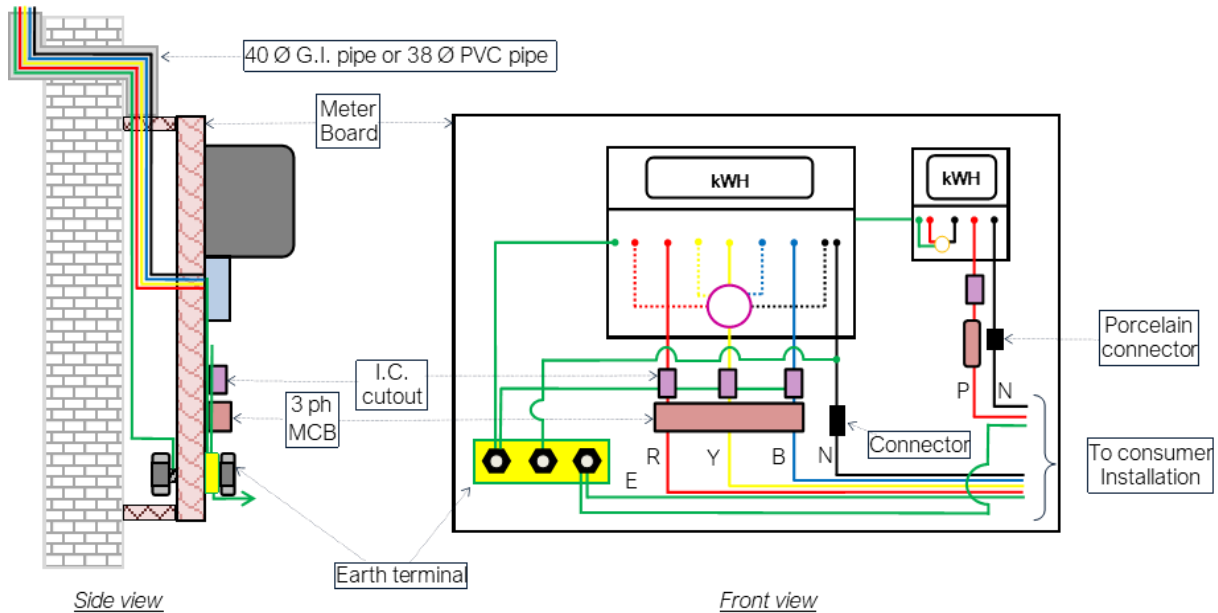 40 Ø G.I. pipe or 38 Ø PVC pipe
Meter
Board
kWH
kWH
Porcelain
connector
I.C.
cutout
P
N
3 ph
MCB
Connector
R
Y
B
N
E
To consumer
Installation
Earth terminal
Side view
Front view